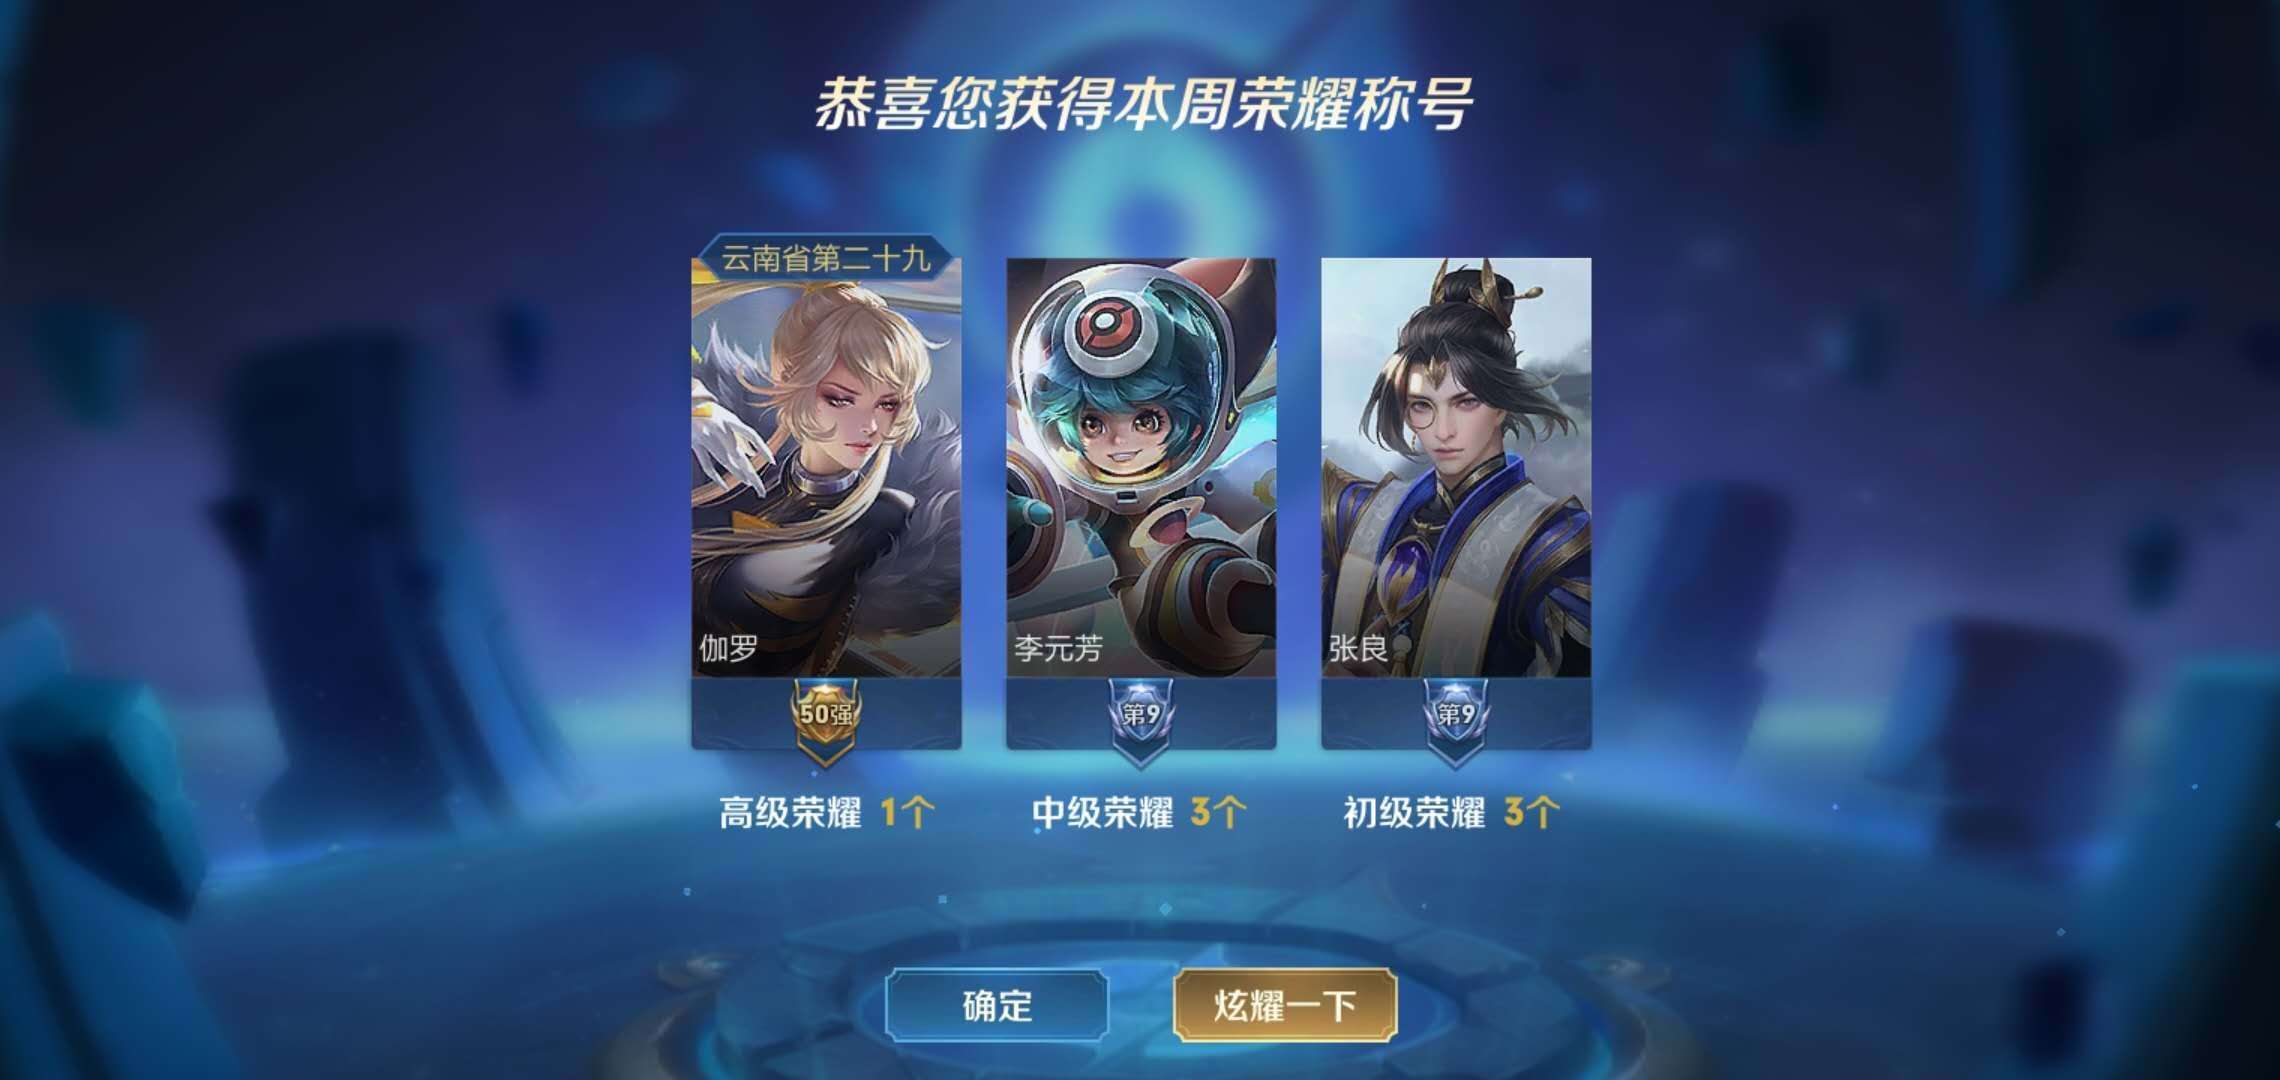 恭喜您获得本周荣耀称号
云南省第二十九
伽罗
李元芳
张良
50强
第9
第9
高级荣耀 1个
中级荣耀 3个
初级荣耀 3个
确定
炫耀一下